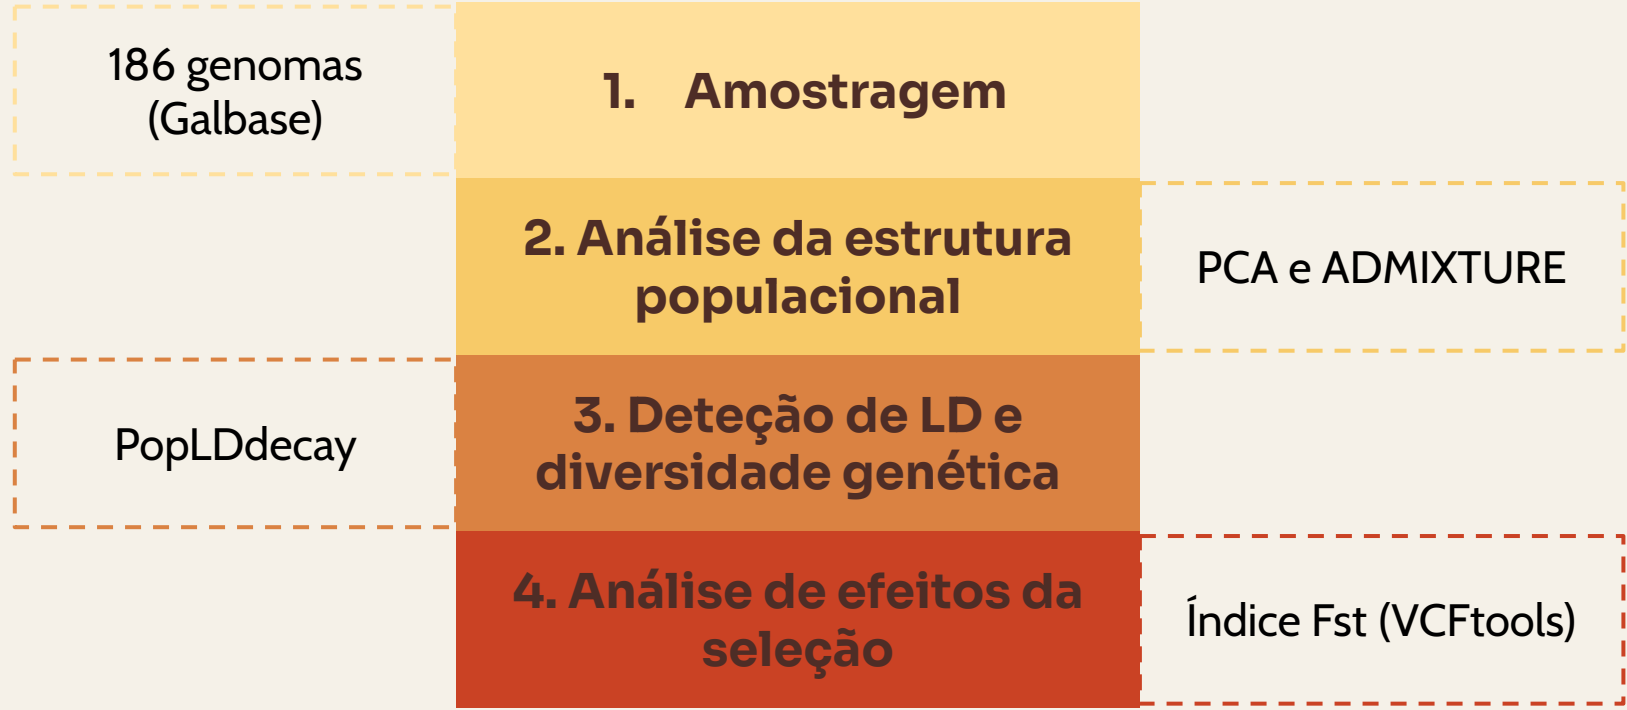 186 genomas
(Galbase)
1. Amostragem
2. Análise da estrutura
populacional
PCA e ADMIXTURE
PopLDdecay
3. Deteção de LD e
diversidade genética
4. Análise de efeitos da
seleção
Índice Fst (VCFtools)